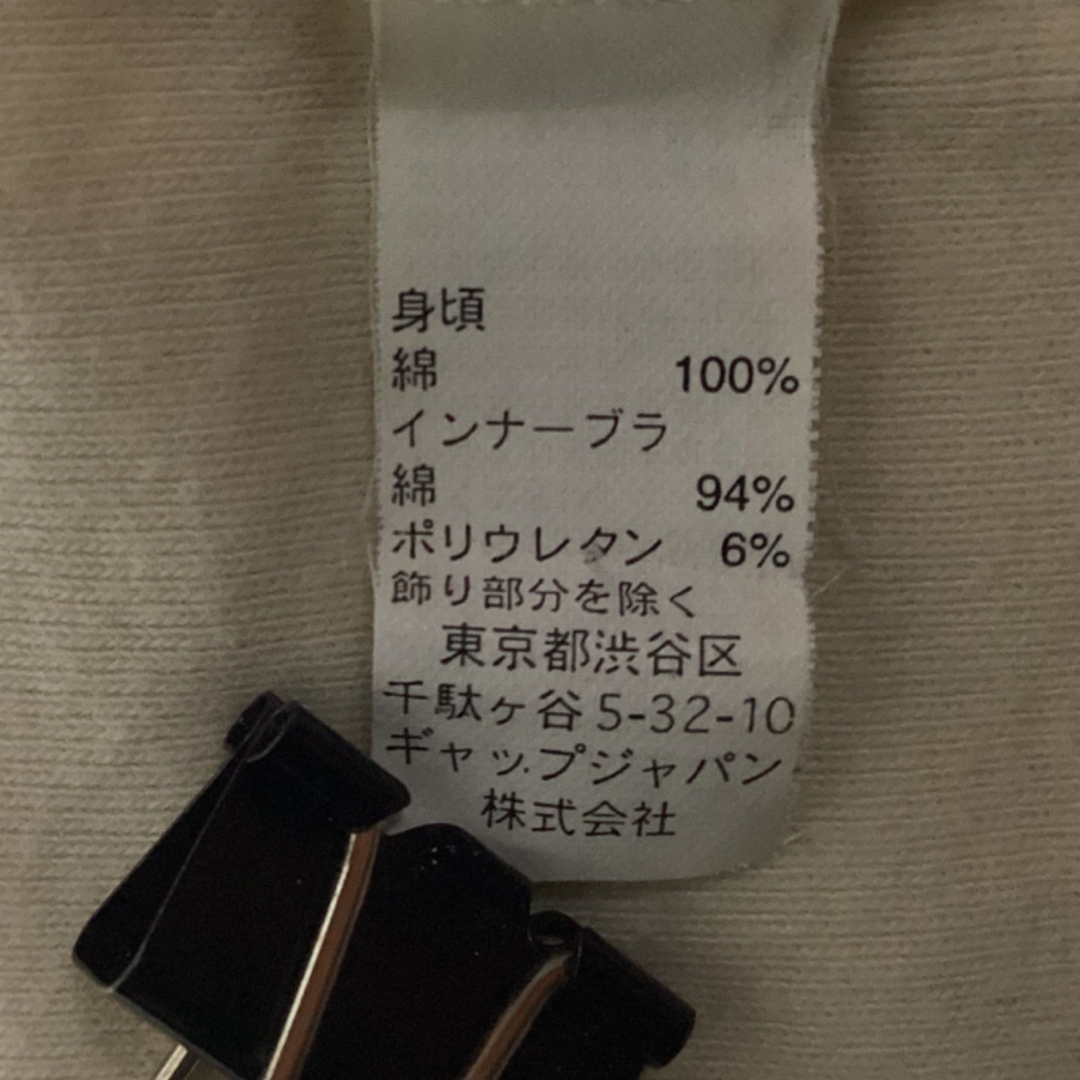 身頃
綿 100%
インナーブラ
綿 94%
ポリウレタン 6%
飾り部分を除く
東京都渋谷区
千駄ヶ谷5-32-10
ギャップジャパン
株式会社